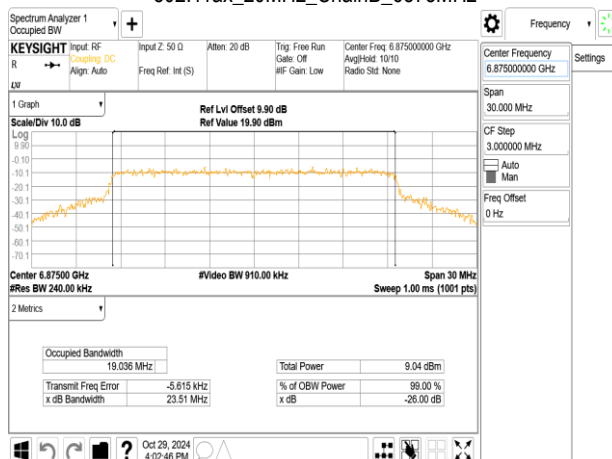 Spectrum Analyzer 1
Occupied BW
Frequency
KEYSIGHT
R
LXI
Input: RF
Coupling: DC
Align: Auto
Input Z: 50 Ω
Freq Ref: Int (S)
Atten: 20 dB
Trig: Free Run
Gate: Off
#IF Gain: Low
Center Freq: 6.875000000 GHz
Avg|Hold: 10/10
Radio Std: None
Center Frequency
6.875000000 GHz
Settings
Span
30.000 MHz
CF Step
3.000000 MHz
Auto
Man
Freq Offset
0 Hz
1 Graph
Scale/Div 10.0 dB
Ref Lvl Offset 9.90 dB
Ref Value 19.90 dBm
Log
9.90
-0.10
-10.1
-20.1
-30.1
-40.1
-50.1
-60.1
-70.1
Center 6.87500 GHz
#Res BW 240.00 kHz
#Video BW 910.00 kHz
Span 30 MHz
Sweep 1.00 ms (1001 pts)
2 Metrics
Occupied Bandwidth
19.036 MHz
Transmit Freq Error -5.615 kHz
x dB Bandwidth 23.51 MHz
Total Power 9.04 dBm
% of OBW Power 99.00 %
x dB -26.00 dB
Oct 29, 2024
4:02:46 PM